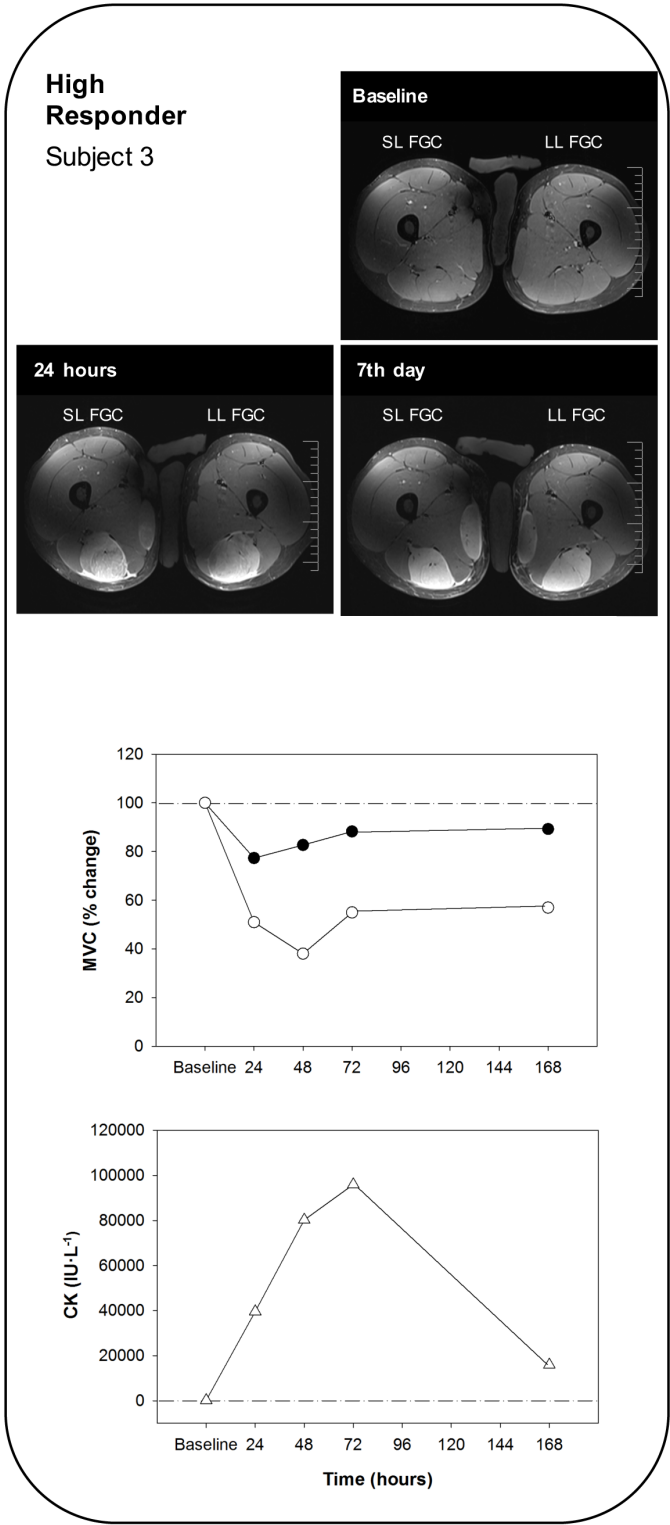 High
Responder
Subject 3
Baseline
SL FGC LL FGC
24 hours
SL FGC LL FGC
7th day
SL FGC LL FGC
120
100
80
60
40
20
0
MVC (% change)
Baseline 24 48 72 96 120 144 168
120000
100000
80000
60000
40000
20000
0
CK (IU·L⁻¹)
Baseline 24 48 72 96 120 144 168
Time (hours)